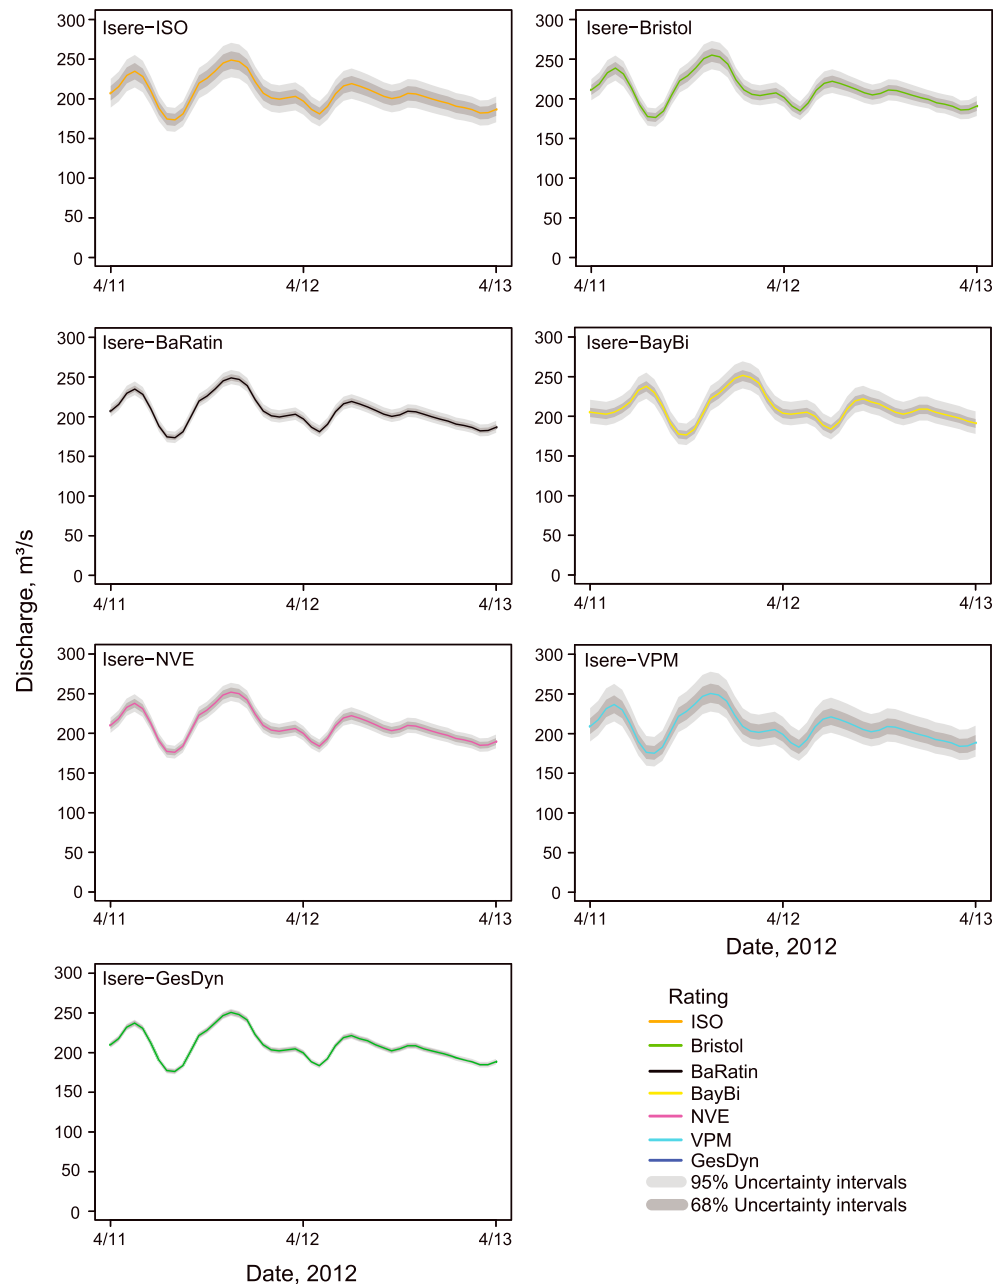 Isere−ISO
300
250
200
150
100
50
0
4/11 4/12 4/13
Isere−Bristol
300
250
200
150
100
50
0
4/11 4/12 4/13
Isere−BaRatin
300
250
200
150
100
50
0
4/11 4/12 4/13
Isere−BayBi
300
250
200
150
100
50
0
4/11 4/12 4/13
Discharge, m³/s
Isere−NVE
300
250
200
150
100
50
0
4/11 4/12 4/13
Isere−VPM
300
250
200
150
100
50
0
4/11 4/12 4/13
Date, 2012
Isere−GesDyn
300
250
200
150
100
50
0
4/11 4/12 4/13
Date, 2012
Rating
ISO
Bristol
BaRatin
BayBi
NVE
VPM
GesDyn
95% Uncertainty intervals
68% Uncertainty intervals